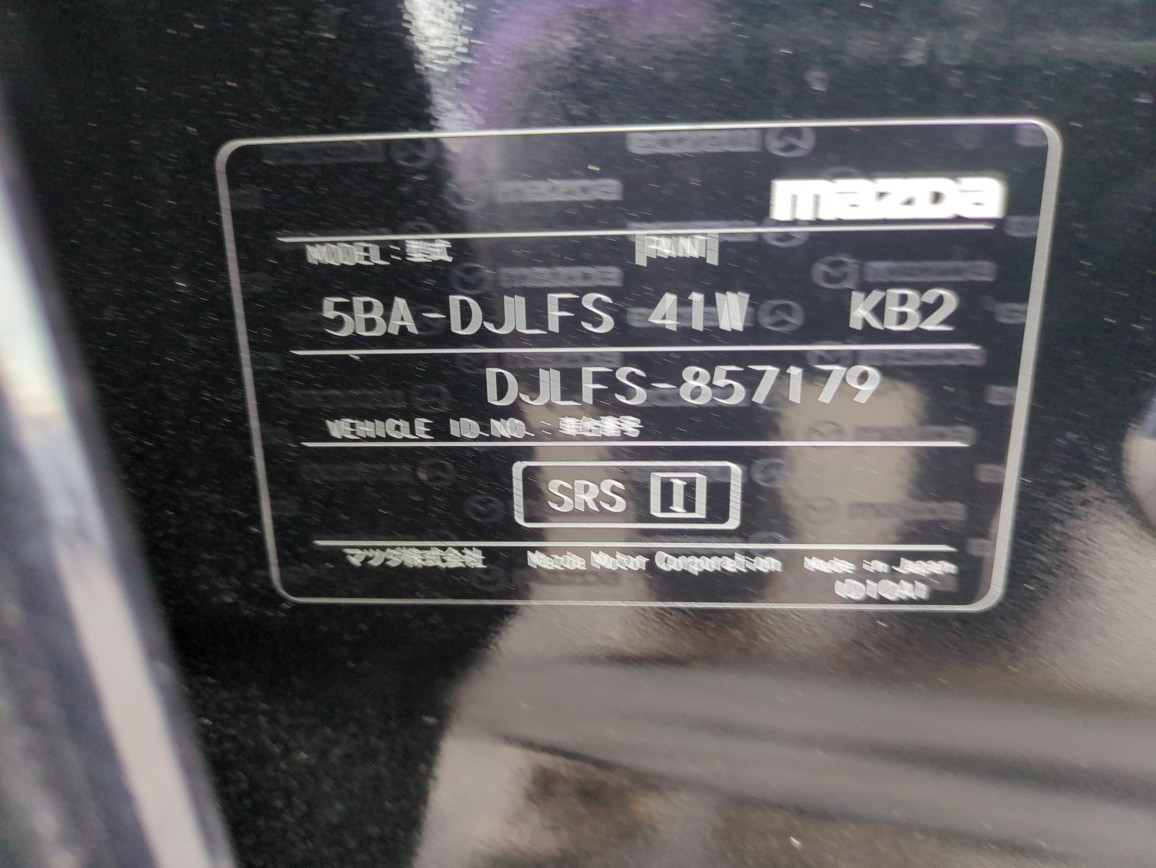 mazda
MODEL:型式 PAINT
5BA-DJLFS 41W KB2
DJLFS-857179
VEHICLE ID.NO. : 車台番号
SRS I
マツダ株式会社 Mazda Motor Corporation Made in Japan